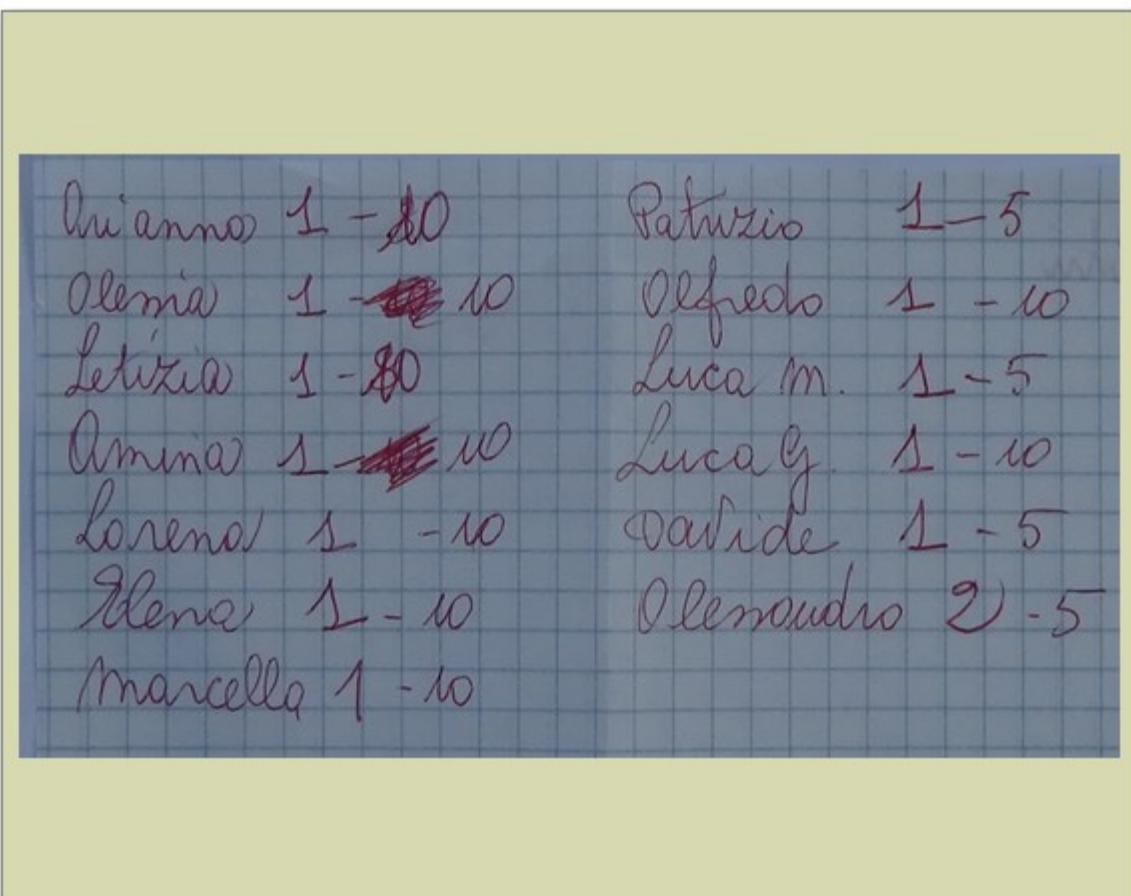 Arianna 1 - 10
Alessia 1 - 10
Letizia 1 - 10
Amina 1 - 10
Lorena 1 - 10
Elena 1 - 10
Marcella 1 - 10
Patrizio 1 - 5
Alfredo 1 - 10
Luca M. 1 - 5
Luca G. 1 - 10
Davide 1 - 5
Alessandro 2 - 5